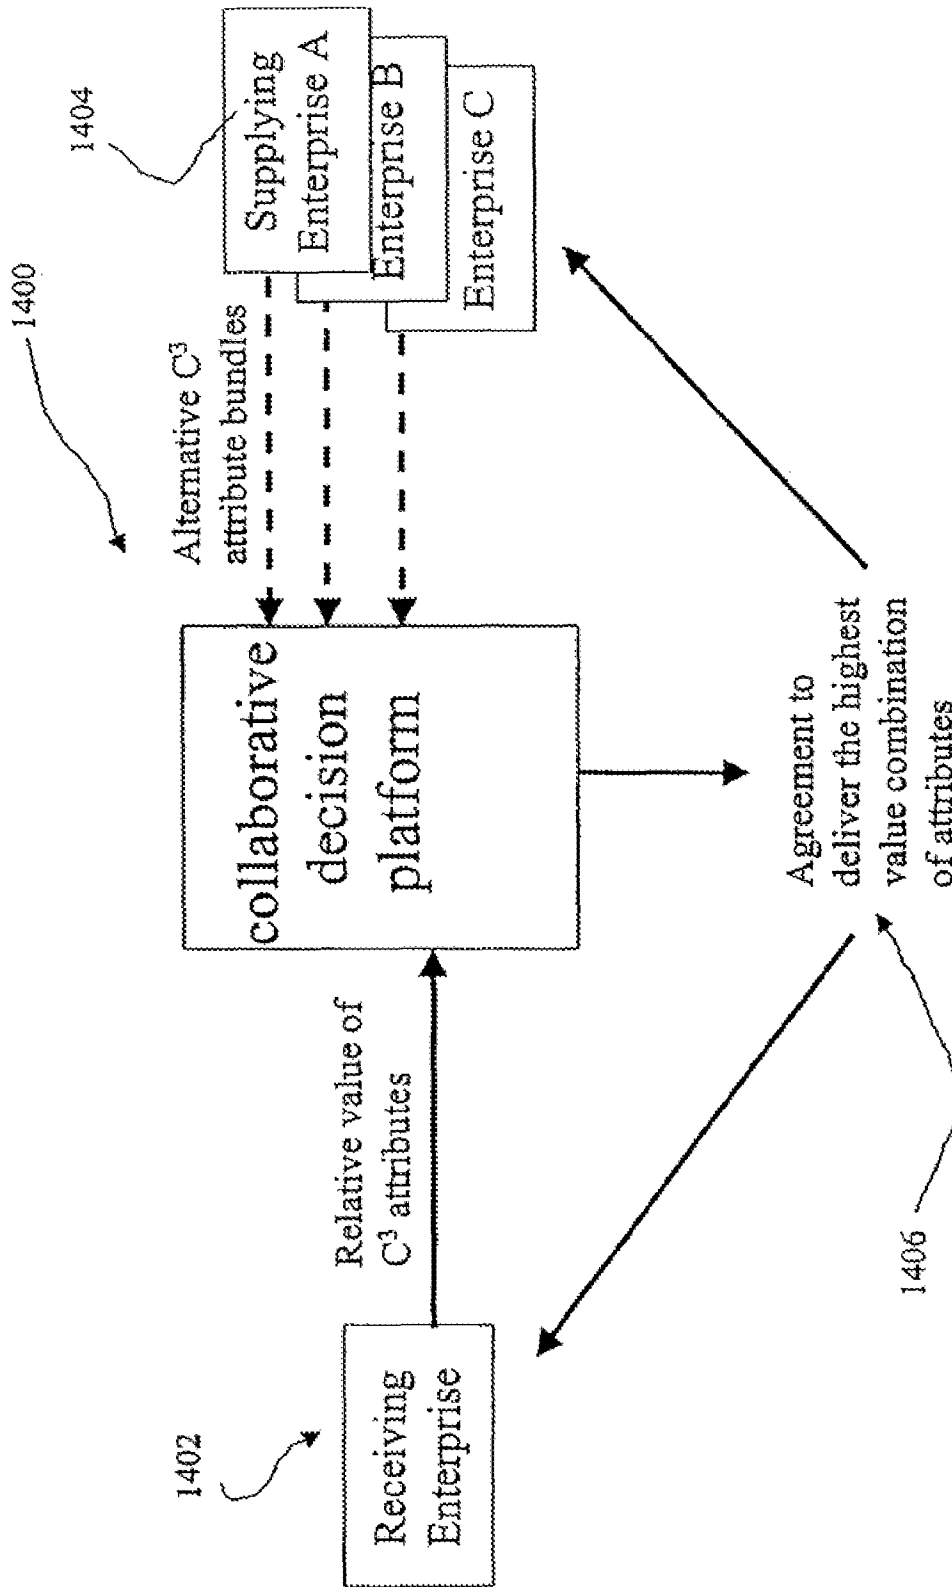 1400
1404
Supplying
Enterprise A
Enterprise B
Enterprise C
Alternative C³
attribute bundles
collaborative
decision
platform
Relative value of
C³ attributes
1402
Receiving
Enterprise
Agreement to
deliver the highest
value combination
of attributes
1406